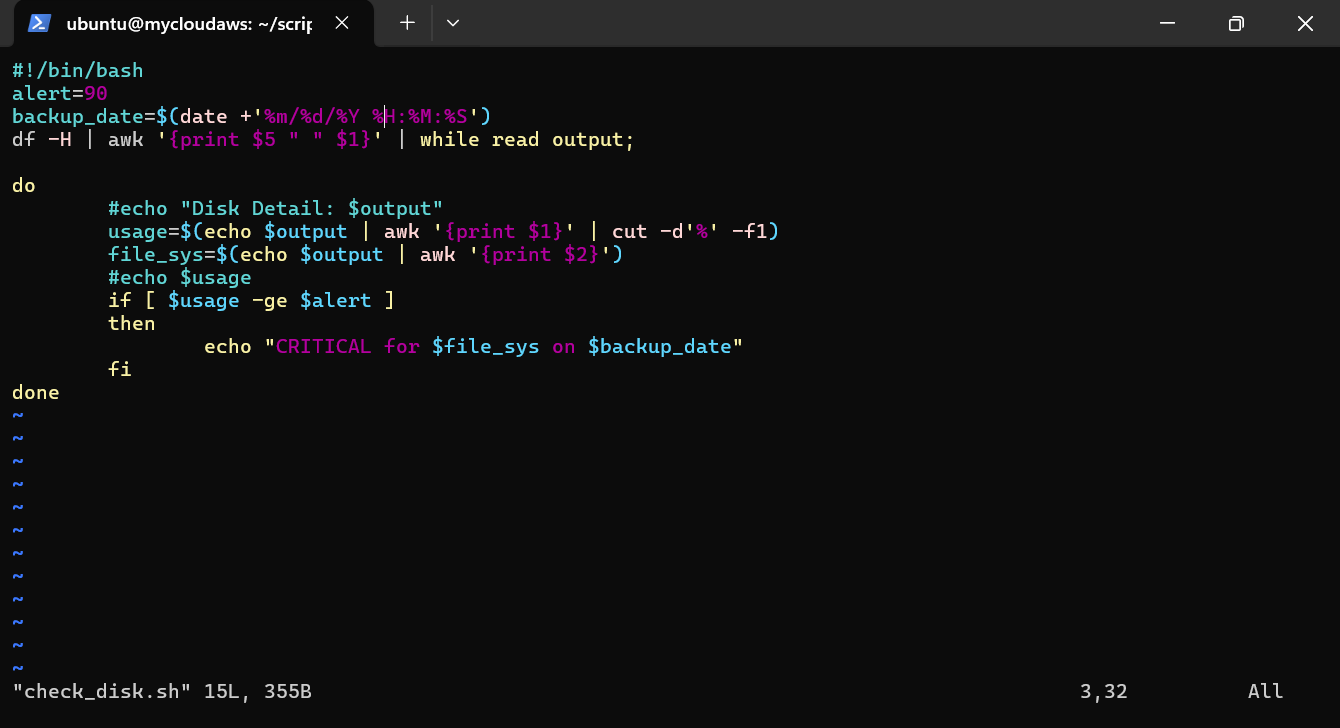 ubuntu@mycloudaws: ~/scrip
#!/bin/bash
alert=90
backup_date=$(date +'%m/%d/%Y %H:%M:%S')
df -H | awk '{print $5 " " $1}' | while read output;
do
#echo "Disk Detail: $output"
usage=$(echo $output | awk '{print $1}' | cut -d'%' -f1)
file_sys=$(echo $output | awk '{print $2}')
#echo $usage
if [ $usage -ge $alert ]
then
echo "CRITICAL for $file_sys on $backup_date"
fi
done
~
~
~
~
~
~
~
~
~
~
~
~
"check_disk.sh" 15L, 355B 3,32 All